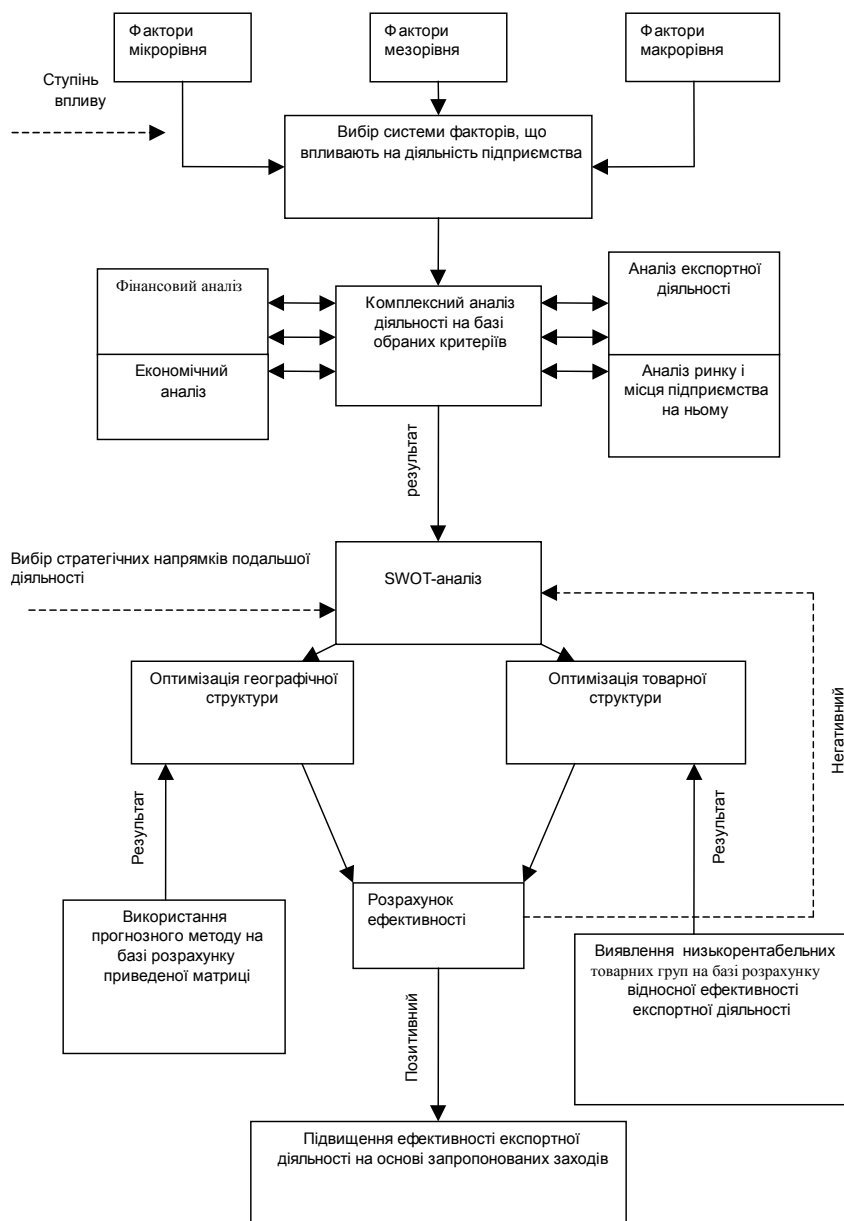 Фактори
мікрорівня
Фактори
мезорівня
Фактори
макрорівня
Ступінь
впливу
Вибір системи факторів, що
впливають на діяльність підприємства
Фінансовий аналіз
Економічний
аналіз
Комплексний аналіз
діяльності на базі
обраних критеріїв
Аналіз експортної
діяльності
Аналіз ринку і
місця підприємства
на ньому
результат
Вибір стратегічних напрямків подальшої
діяльності
SWOT-аналіз
Оптимізація географічної
структури
Оптимізація товарної
структури
Негативний
Результат
Результат
Використання
прогнозного методу на
базі розрахунку
приведеної матриці
Розрахунок
ефективності
Виявлення низькорентабельних
товарних груп на базі розрахунку
відносної ефективності
експортної діяльності
Позитивний
Підвищення ефективності експортної
діяльності на основі запропонованих заходів